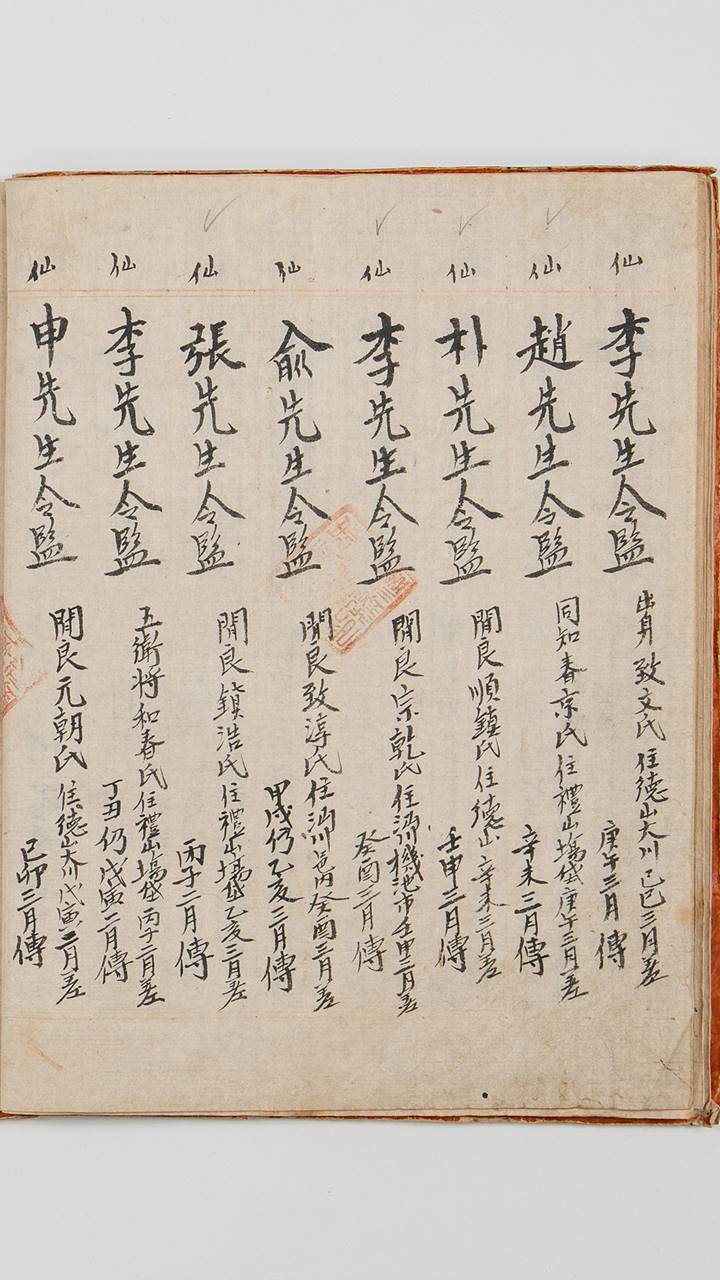 仙
李先生令監
出身致文氏住德山大川己巳三月差
庚午三月傳
仙
趙先生令監
同知春京氏住禮山塲垈庚午三月差
辛未三月傳
仙
朴先生令監
閑良順鎮氏住德山辛未三月差
壬申三月傳
仙
李先生令監
閑良宗乾氏住沔川機池市壬申三月差
癸酉三月傳
仙
兪先生令監
閑良致淳氏住沔川邑內癸酉三月差
甲戌仍乙亥三月傳
仙
張先生令監
閑良鎮浩氏住禮山塲垈乙亥三月差
丙子二月傳
仙
李先生令監
五衛將和春氏住禮山塲垈丙子二月差
丁丑仍戊寅二月傳
仙
申先生令監
閑良元朝氏住德山大川戊寅二月差
己卯三月傳